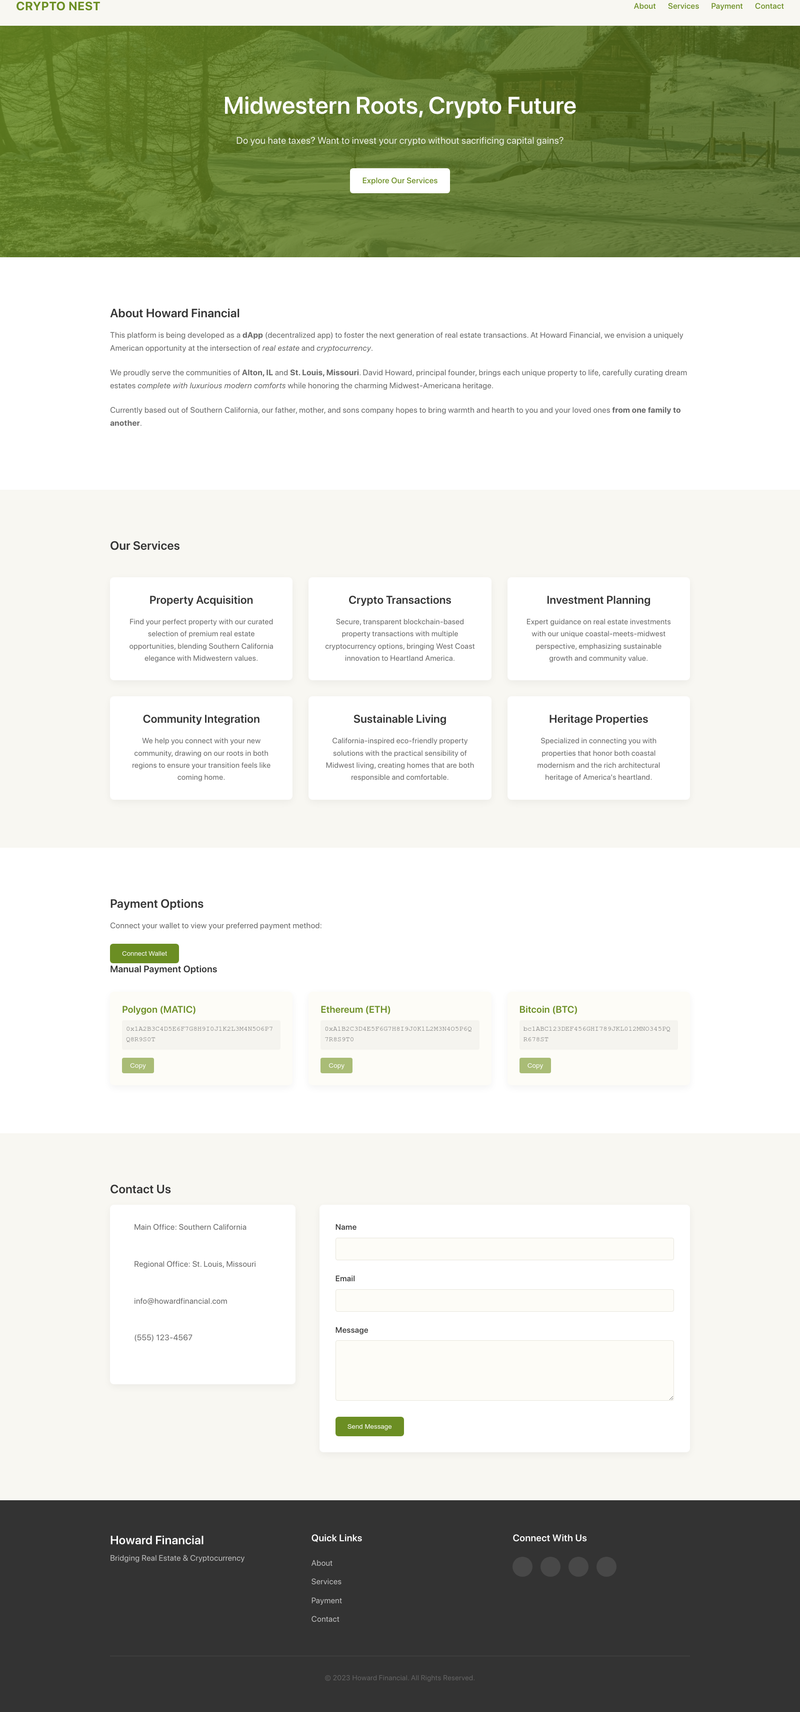 CRYPTO NEST
About Services Payment Contact
Midwestern Roots, Crypto Future
Do you hate taxes? Want to invest your crypto without sacrificing capital gains?
Explore Our Services
About Howard Financial
This platform is being developed as a dApp (decentralized app) to foster the next generation of real estate transactions. At Howard Financial, we envision a uniquely
American opportunity at the intersection of real estate and cryptocurrency.
We proudly serve the communities of Alton, IL and St. Louis, Missouri. David Howard, principal founder, brings each unique property to life, carefully curating dream
estates complete with luxurious modern comforts while honoring the charming Midwest-Americana heritage.
Currently based out of Southern California, our father, mother, and sons company hopes to bring warmth and hearth to you and your loved ones from one family to
another.
Our Services
Property Acquisition
Find your perfect property with our curated
selection of premium real estate
opportunities, blending Southern California
elegance with Midwestern values.
Crypto Transactions
Secure, transparent blockchain-based
property transactions with multiple
cryptocurrency options, bringing West Coast
innovation to Heartland America.
Investment Planning
Expert guidance on real estate investments
with our unique coastal-meets-midwest
perspective, emphasizing sustainable
growth and community value.
Community Integration
We help you connect with your new
community, drawing on our roots in both
regions to ensure your transition feels like
coming home.
Sustainable Living
California-inspired eco-friendly property
solutions with the practical sensibility of
Midwest living, creating homes that are both
responsible and comfortable.
Heritage Properties
Specialized in connecting you with
properties that honor both coastal
modernism and the rich architectural
heritage of America's heartland.
Payment Options
Connect your wallet to view your preferred payment method:
Connect Wallet
Manual Payment Options
Polygon (MATIC)
0x1A2B3C4D5E6F7G8H9I0J1K2L3M4N5O6P7
Q8R9S0T
Copy
Ethereum (ETH)
0xA1B2C3D4E5F6G7H8I9J0K1L2M3N4O5P6Q
7R8S9T0
Copy
Bitcoin (BTC)
bc1ABC123DEF456GHI789JKL012MNO345PQ
R678ST
Copy
Contact Us
Main Office: Southern California
Regional Office: St. Louis, Missouri
info@howardfinancial.com
(555) 123-4567
Name
Email
Message
Send Message
Howard Financial
Bridging Real Estate & Cryptocurrency
Quick Links
About
Services
Payment
Contact
Connect With Us
© 2023 Howard Financial. All Rights Reserved.